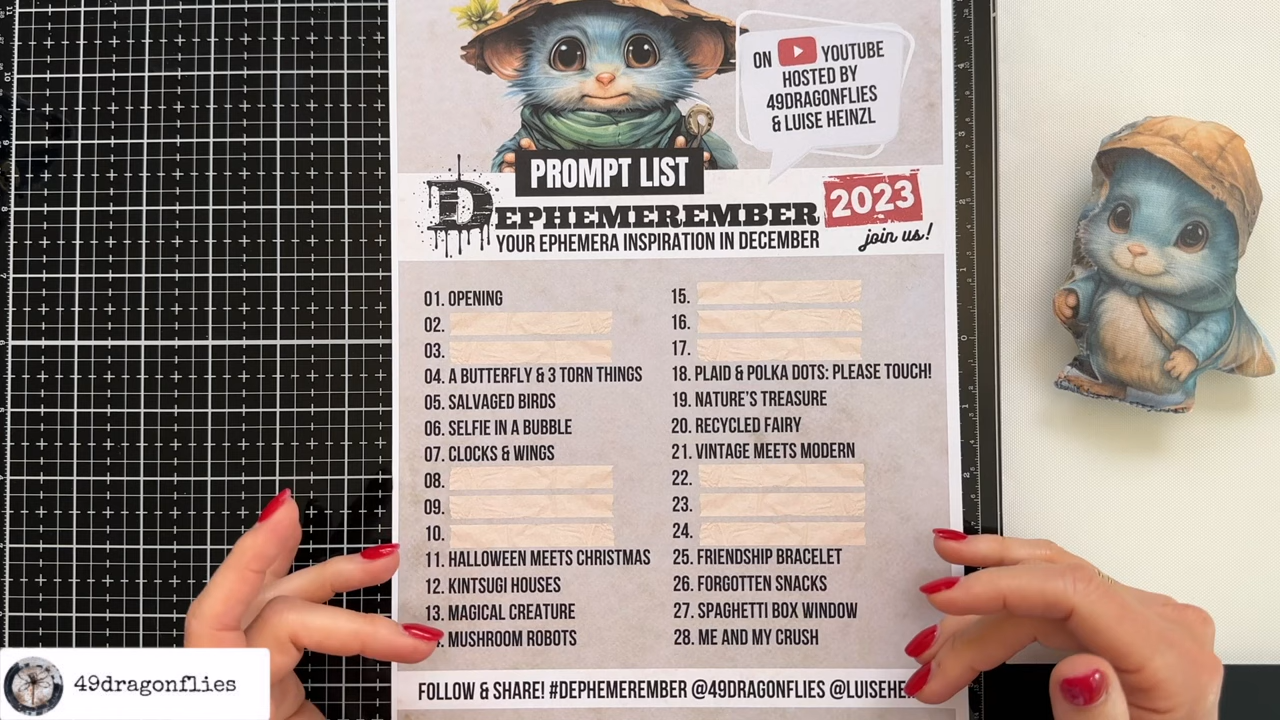 ON YOUTUBE
HOSTED BY
49DRAGONFLIES
& LUISE HEINZL
PROMPT LIST
DEPHEMEREMBER
2023
YOUR EPHEMERA INSPIRATION IN DECEMBER
join us!
01. OPENING
02.
03.
04. A BUTTERFLY & 3 TORN THINGS
05. SALVAGED BIRDS
06. SELFIE IN A BUBBLE
07. CLOCKS & WINGS
08.
09.
10.
11. HALLOWEEN MEETS CHRISTMAS
12. KINTSUGI HOUSES
13. MAGICAL CREATURE
MUSHROOM ROBOTS
15.
16.
17.
18. PLAID & POLKA DOTS: PLEASE TOUCH!
19. NATURE'S TREASURE
20. RECYCLED FAIRY
21. VINTAGE MEETS MODERN
22.
23.
24.
25. FRIENDSHIP BRACELET
26. FORGOTTEN SNACKS
27. SPAGHETTI BOX WINDOW
28. ME AND MY CRUSH
FOLLOW & SHARE! #DEPHEMEREMBER @49DRAGONFLIES @LUISEHE
49dragonflies